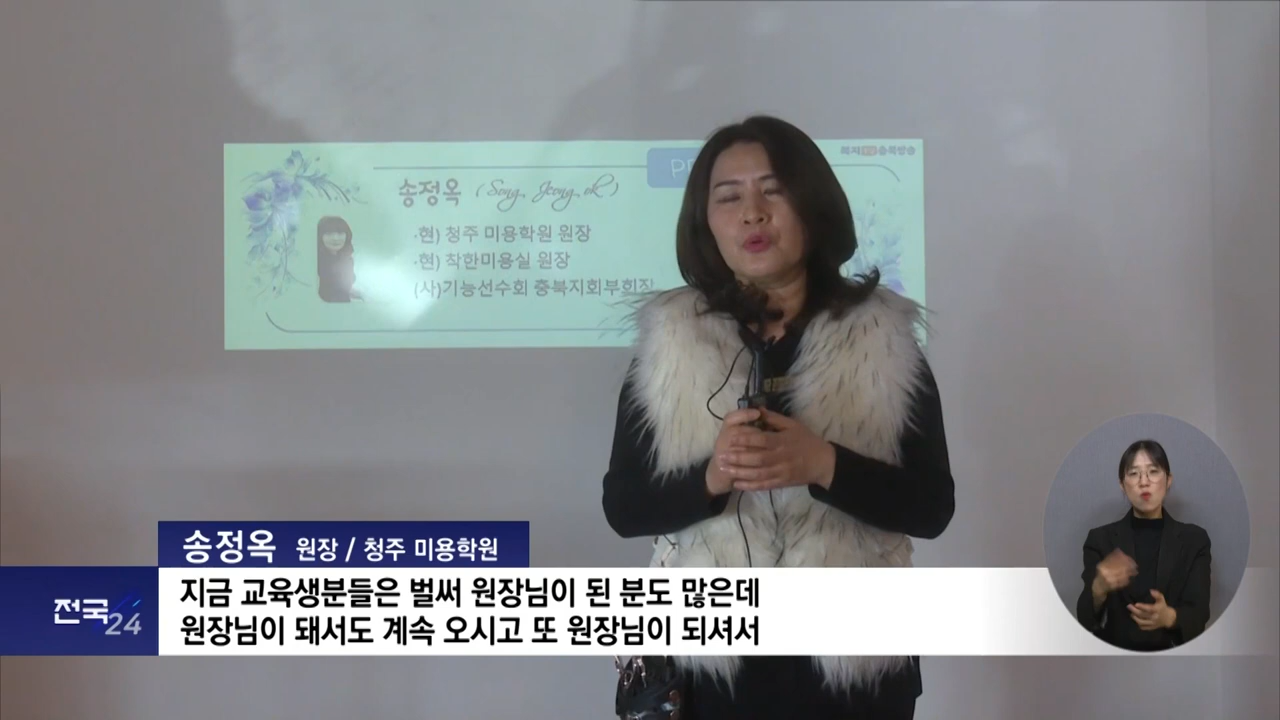 송정옥 (Song, Jeong, ok)
·현) 청주 미용학원 원장
·현) 착한미용실 원장
(사)기능선수회 충북지회부회장
송정옥 원장 / 청주 미용학원
전국24
지금 교육생분들은 벌써 원장님이 된 분도 많은데
원장님이 돼서도 계속 오시고 또 원장님이 되셔서